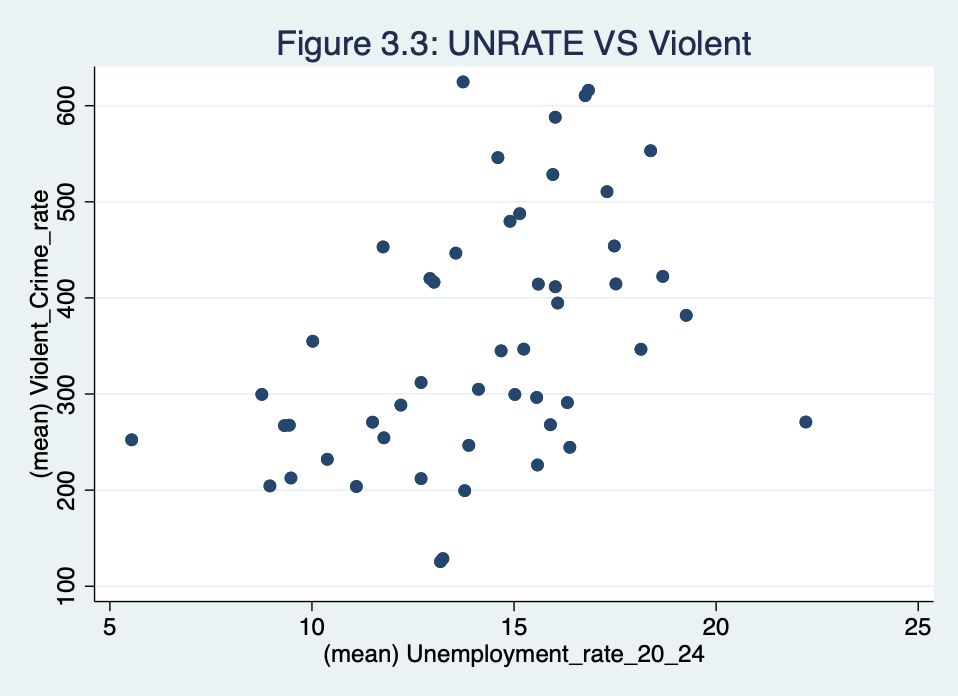 Figure 3.3: UNRATE VS Violent
(mean) Violent_Crime_rate
600
500
400
300
200
100
5 10 15 20 25
(mean) Unemployment_rate_20_24